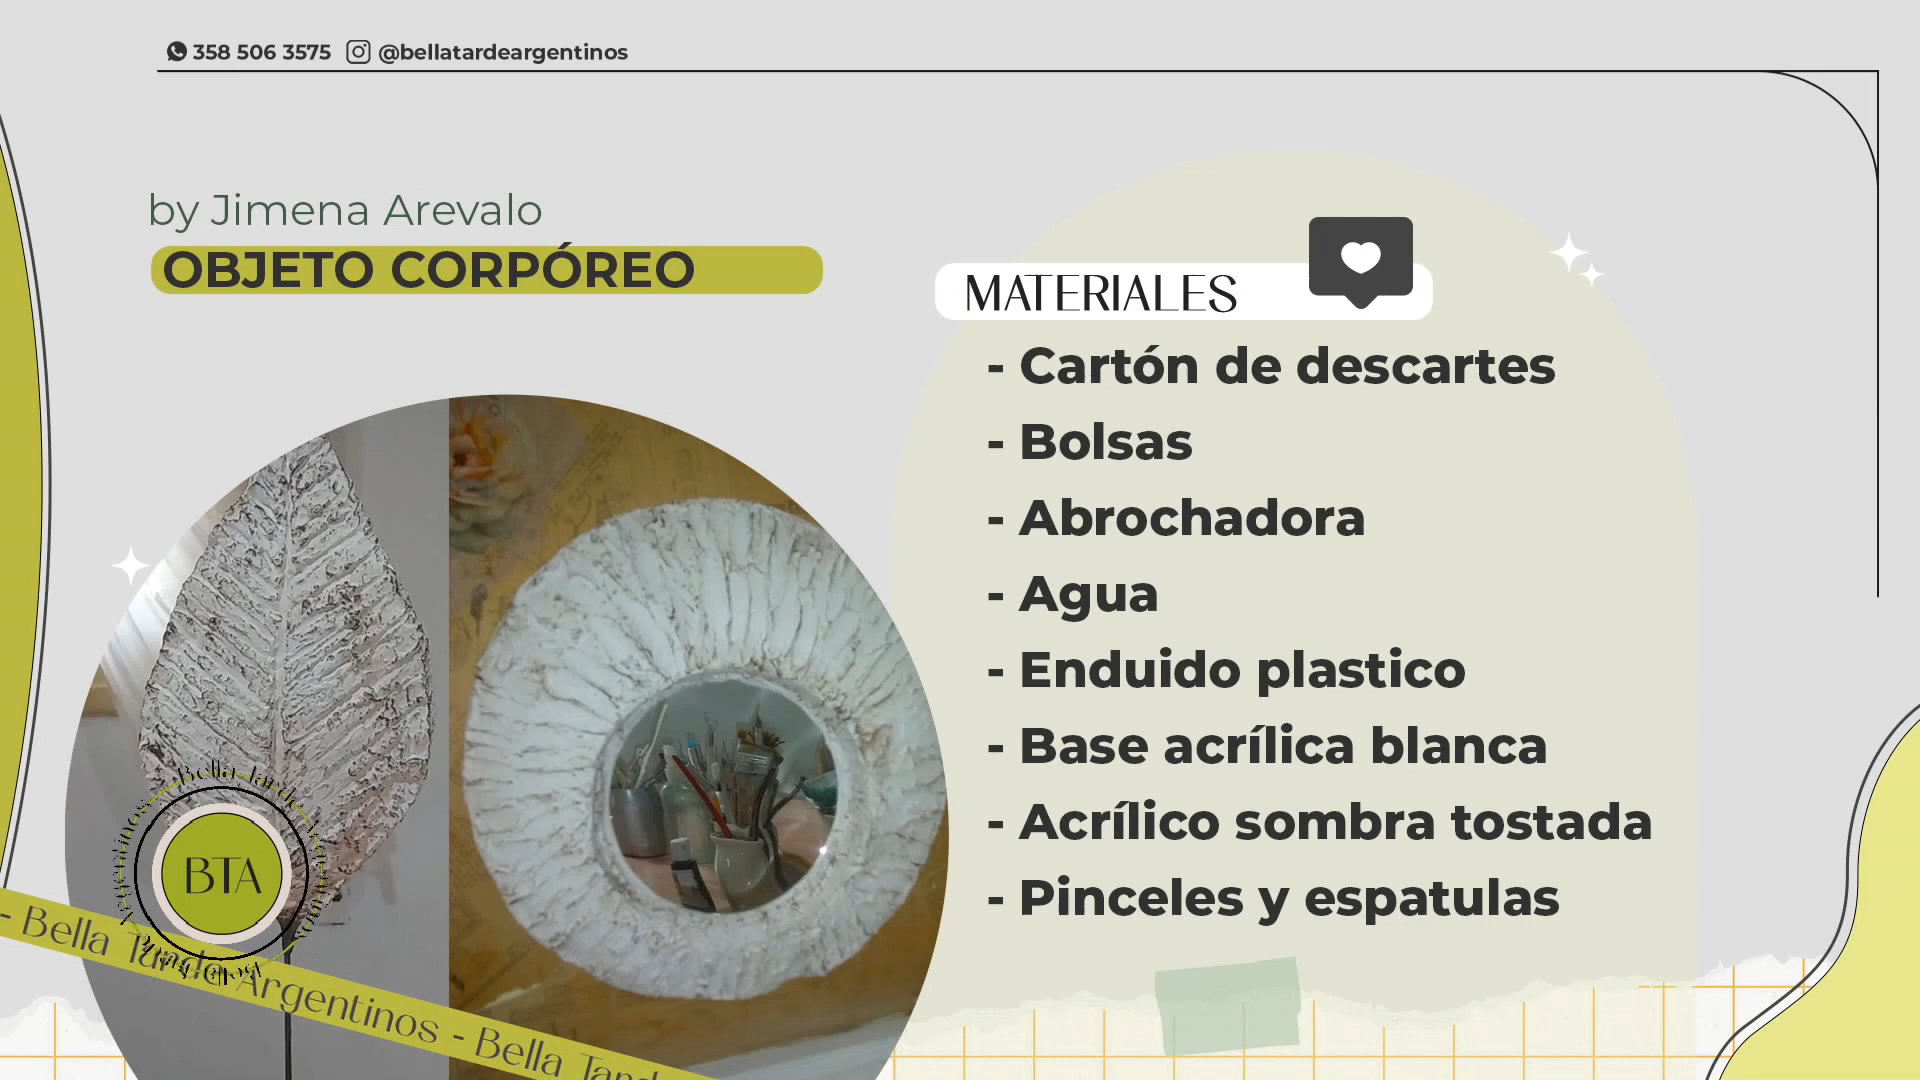 358 506 3575 @bellatardeargentinos
by Jimena Arevalo
OBJETO CORPÓREO
MATERIALES
- Cartón de descartes
- Bolsas
- Abrochadora
- Agua
- Enduido plastico
- Base acrílica blanca
- Acrílico sombra tostada
- Pinceles y espatulas
BTA
- Bella Tarde Argentinos - Bella Tard